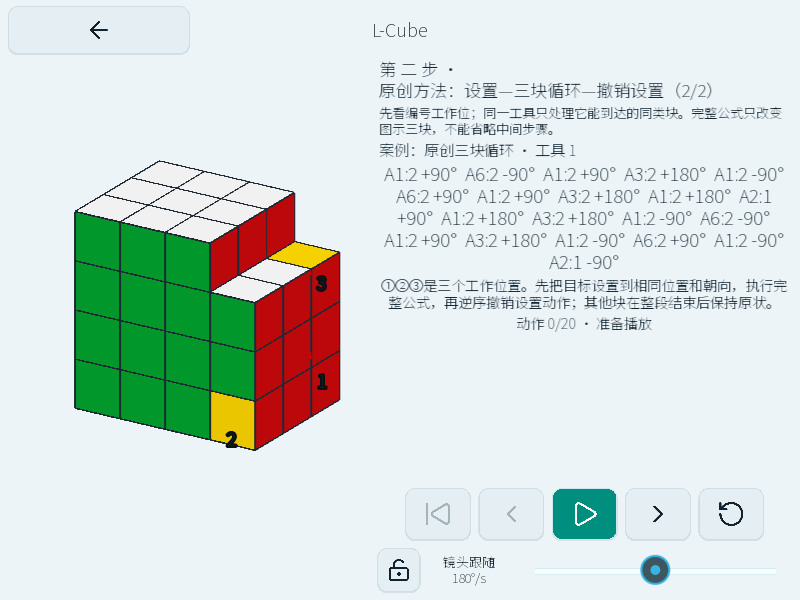 L-Cube
第 二 步 ·
原创方法：设置—三块循环—撤销设置（2/2）
先看编号工作位；同一工具只处理它能到达的同类块。完整公式只改变
图示三块，不能省略中间步骤。
案例：原创三块循环 · 工具 1
A1:2 +90° A6:2 -90° A1:2 +90° A3:2 +180° A1:2 -90°
A6:2 +90° A1:2 +90° A3:2 +180° A1:2 +180° A2:1
+90° A1:2 +180° A3:2 +180° A1:2 -90° A6:2 -90°
A1:2 +90° A3:2 +180° A1:2 -90° A6:2 +90° A1:2 -90°
A2:1 -90°
①②③是三个工作位置。先把目标设置到相同位置和朝向，执行完
整公式，再逆序撤销设置动作；其他块在整段结束后保持原状。
动作 0/20 · 准备播放
3
1
2
镜头跟随
180°/s